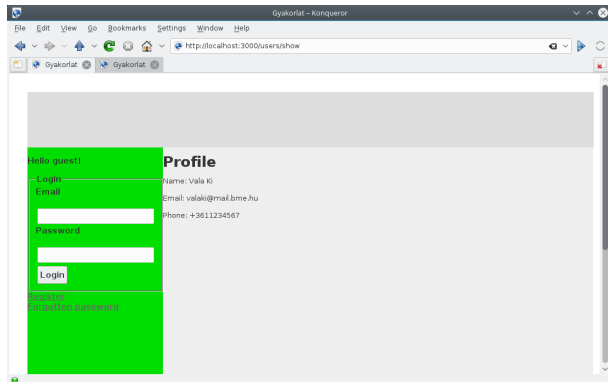 Gyakorlat – Konqueror
File Edit View Go Bookmarks Settings Window Help
http://localhost:3000/users/show
Gyakorlat Gyakorlat
Hello guest!
Login
Email
Password
Login
Register
Forgotten password
Profile
Name: Vala Ki
Email: valaki@mail.bme.hu
Phone: +3611234567